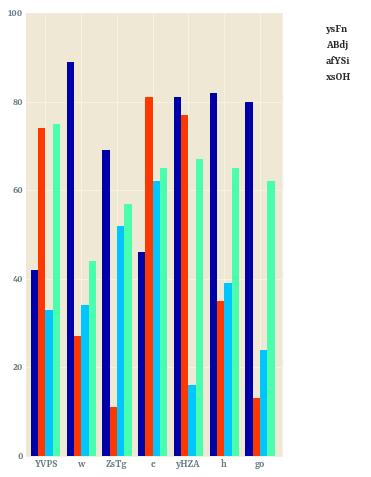 100
80
60
40
20
0
YVPS w ZsTg c yHZA h go
ysFn
ABdj
afYSi
xsOH